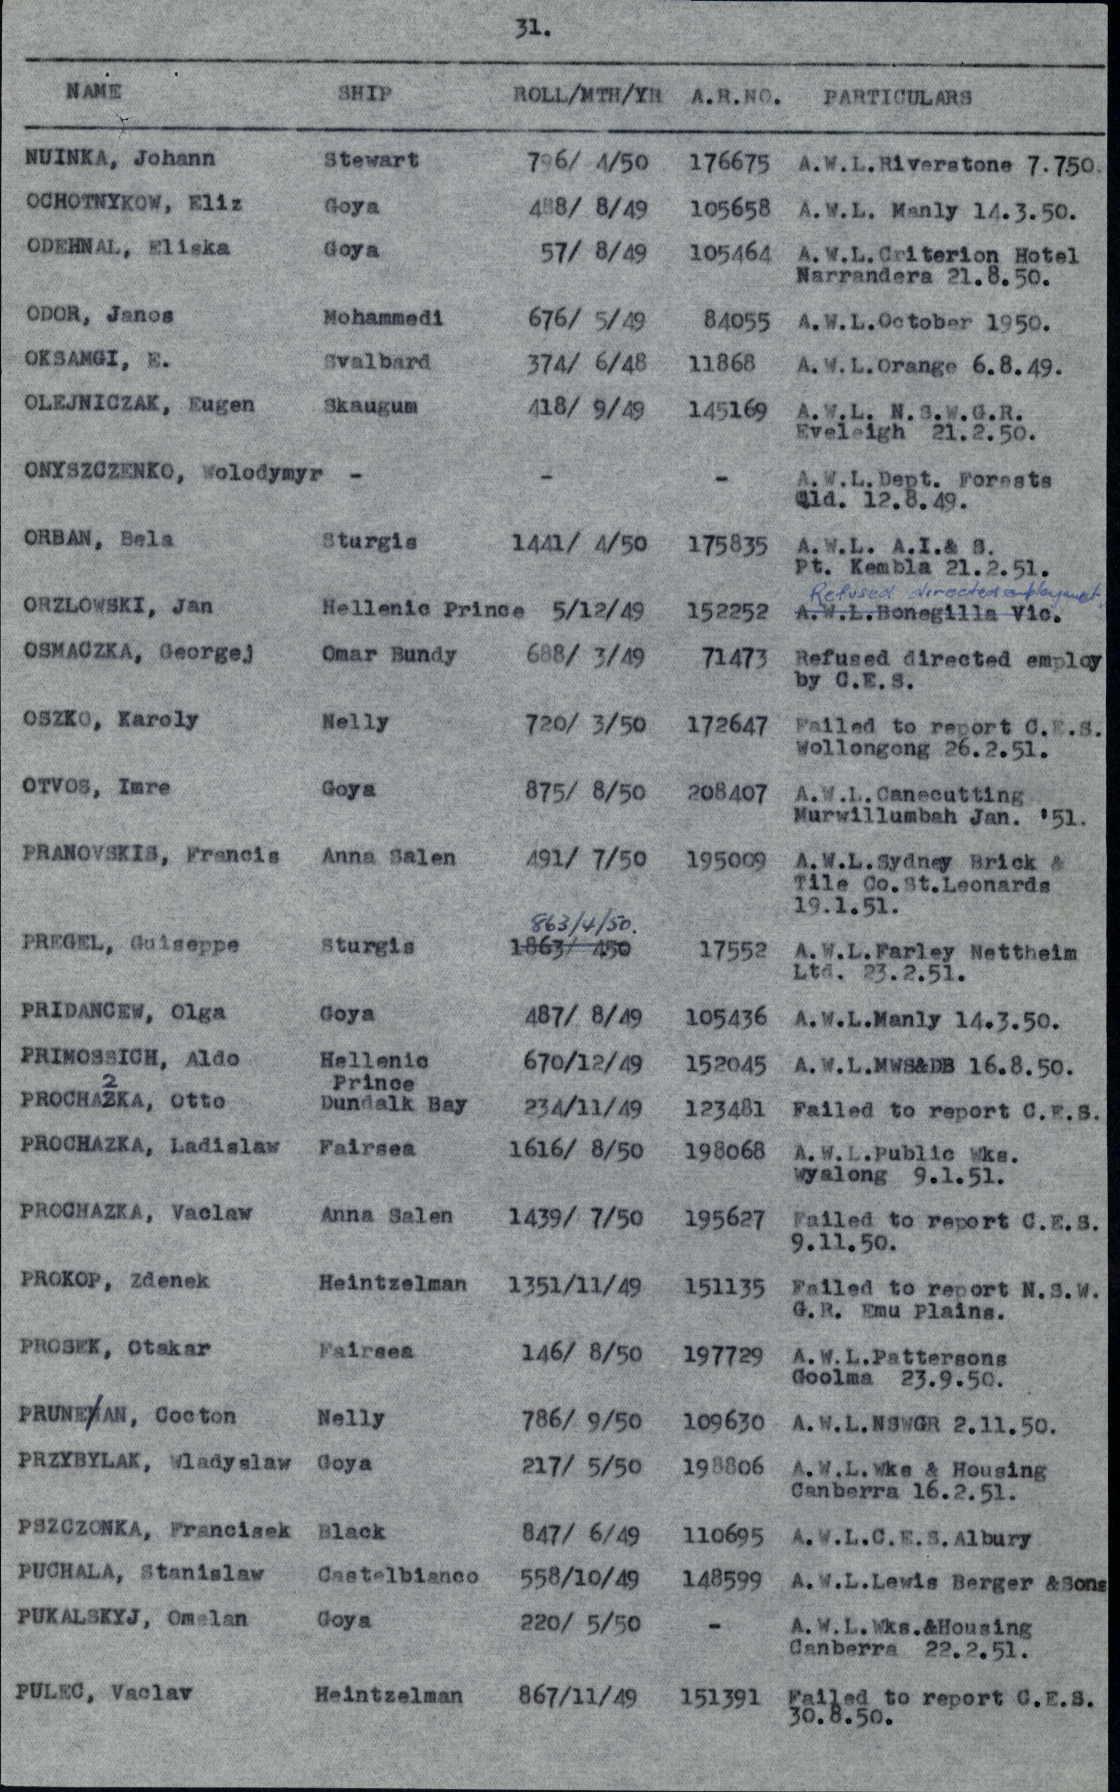 31.
NAME SHIP ROLL/MTH/YR A.R.NO. PARTICULARS
NUINKA, Johann Stewart 796/ 4/50 176675 A.W.L.Riverstone 7.7.50.
OCHOTNYKOW, Eliz Goya 488/ 8/49 105658 A.W.L. Manly 14.3.50.
ODEHNAL, Eliska Goya 57/ 8/49 105464 A.W.L.Criterion Hotel
Narrandera 21.8.50.
ODOR, Janos Mohammedi 676/ 5/49 84055 A.W.L.October 1950.
OKSAMGI, E. Svalbard 374/ 6/48 11868 A.W.L.Orange 6.8.49.
OLEJNICZAK, Eugen Skaugum 418/ 9/49 145169 A.W.L. N.S.W.G.R.
Eveleigh 21.2.50.
ONYSZCZENKO, Wolodymyr - - - A.W.L.Dept. Forests
Qld. 12.8.49.
ORBAN, Bela Sturgis 1441/ 4/50 175835 A.W.L. A.I.& S.
Pt. Kembla 21.2.51.
Refused directed employment.
ORZLOWSKI, Jan Hellenic Prince 5/12/49 152252 A.W.L.Bonegilla Vic.
OSMACZKA, Georgej Omar Bundy 688/ 3/49 71473 Refused directed employ
by C.E.S.
OSZKO, Karoly Nelly 720/ 3/50 172647 Failed to report C.E.S.
Wollongong 26.2.51.
OTVOS, Imre Goya 875/ 8/50 208407 A.W.L.Canecutting
Murwillumbah Jan. '51.
PRANOVSKIS, Francis Anna Salen 491/ 7/50 195009 A.W.L.Sydney Brick &
Tile Co.St.Leonards
19.1.51.
863/4/50.
PREGEL, Guiseppe Sturgis 1863/ 450 17552 A.W.L.Farley Nettheim
Ltd. 23.2.51.
PRIDANCEW, Olga Goya 487/ 8/49 105436 A.W.L.Manly 14.3.50.
PRIMOSSICH, Aldo Hellenic 670/12/49 152045 A.W.L.MWS&DB 16.8.50.
Prince
PROCHAZKA, Otto Dundalk Bay 234/11/49 123481 Failed to report C.E.S.
PROCHAZKA, Ladislaw Fairsea 1616/ 8/50 198068 A.W.L.Public Wks.
Wyalong 9.1.51.
PROCHAZKA, Vaclaw Anna Salen 1439/ 7/50 195627 Failed to report C.E.S.
9.11.50.
PROKOP, Zdenek Heintzelman 1351/11/49 151135 Failed to report N.S.W.
G.R. Emu Plains.
PROSEK, Otakar Fairsea 146/ 8/50 197729 A.W.L.Pattersons
Goolma 23.9.50.
PRUNEAN, Cocton Nelly 786/ 9/50 109630 A.W.L.NSWGR 2.11.50.
PRZYBYLAK, Wladyslaw Goya 217/ 5/50 198806 A.W.L.Wks & Housing
Canberra 16.2.51.
PSZCZONKA, Francisek Black 847/ 6/49 110695 A.W.L.C.E.S.Albury
PUCHALA, Stanislaw Castelbianco 558/10/49 148599 A.W.L.Lewis Berger &Sons
PUKALSKYJ, Omelan Goya 220/ 5/50 - A.W.L.Wks.&Housing
Canberra 22.2.51.
PULEC, Vaclav Heintzelman 867/11/49 151391 Failed to report C.E.S.
30.8.50.